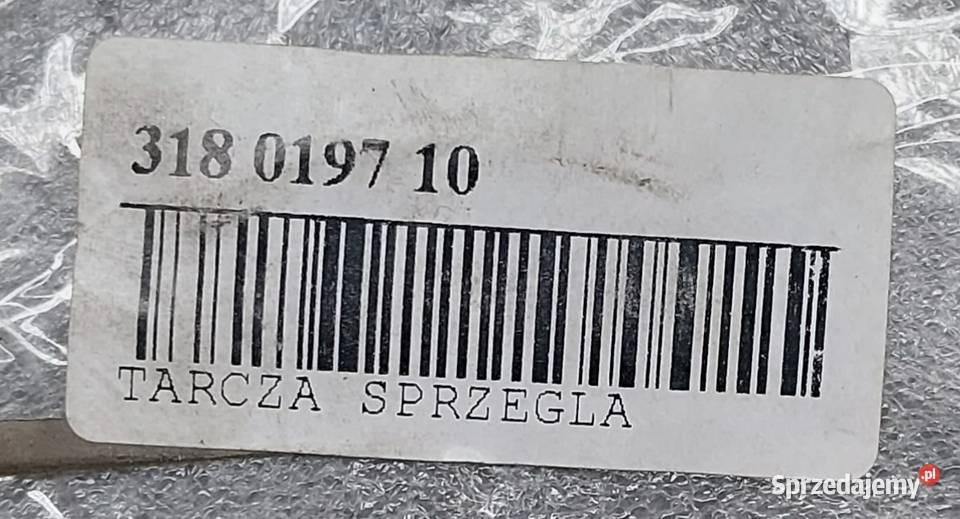 318 0197 10
TARCZA SPRZEGLA
Sprzedajemy.pl